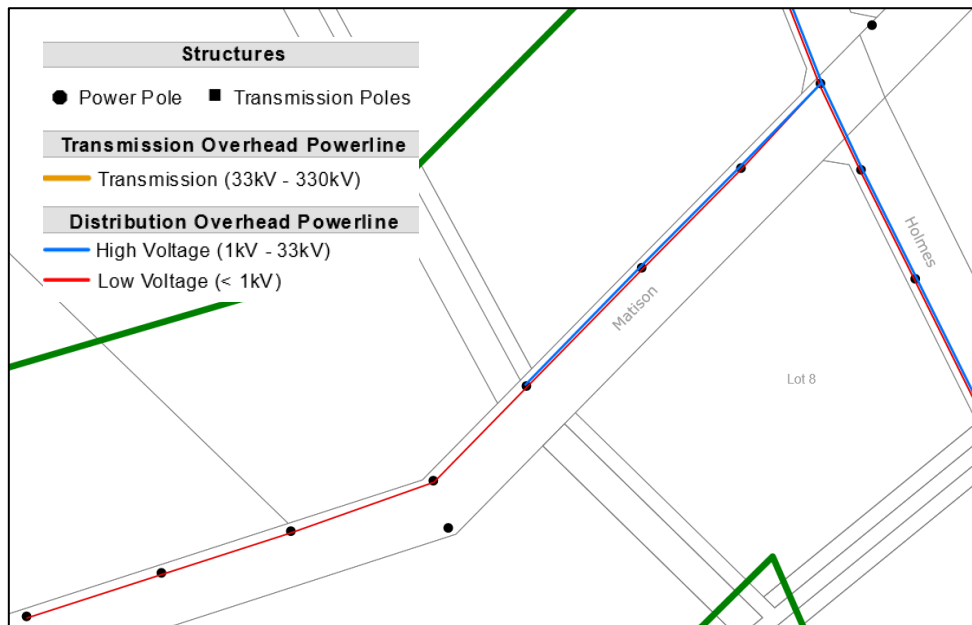 Structures
Power Pole
Transmission Poles
Transmission Overhead Powerline
Transmission (33kV - 330kV)
Distribution Overhead Powerline
High Voltage (1kV - 33kV)
Low Voltage (< 1kV)
Holmes
Matison
Lot 8